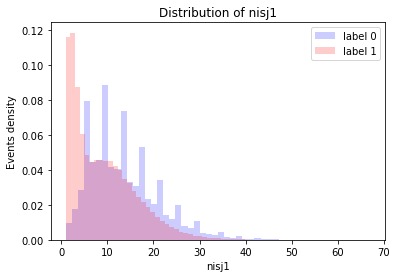 Distribution of nisj1
label 0
label 1
Events density
0.12
0.10
0.08
0.06
0.04
0.02
0.00
0 10 20 30 40 50 60 70
nisj1